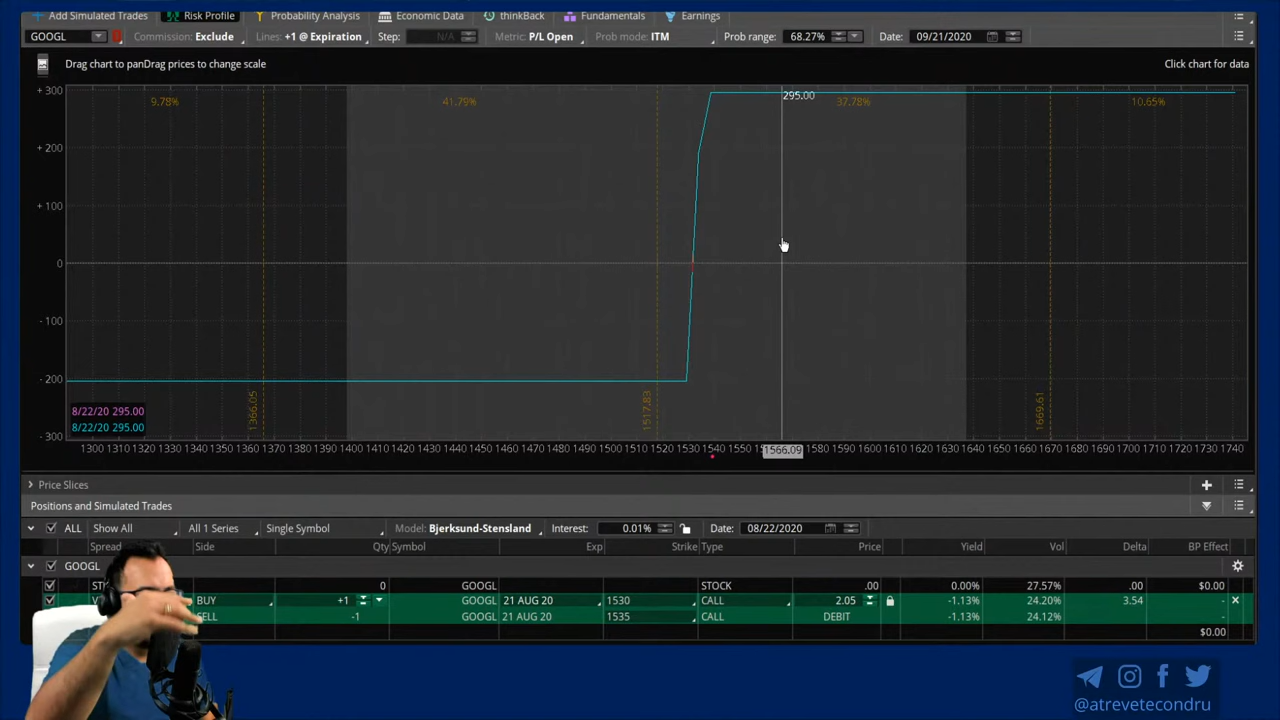 Add Simulated Trades Risk Profile Probability Analysis Economic Data thinkBack Fundamentals Earnings
GOOGL Commission: Exclude Lines: +1 @ Expiration Step: N/A Metric: P/L Open Prob mode: ITM Prob range: 68.27% Date: 09/21/2020
Drag chart to panDrag prices to change scale Click chart for data
+ 300
9.78% 41.79% 295.00 37.78% 10.65%
+ 200
+ 100
0
- 100
- 200
- 300
1366.05 1517.83 1669.61
8/22/20 295.00
8/22/20 295.00
1300 1310 1320 1330 1340 1350 1360 1370 1380 1390 1400 1410 1420 1430 1440 1450 1460 1470 1480 1490 1500 1510 1520 1530 1540 1550 1566.09 1580 1590 1600 1610 1620 1630 1640 1650 1660 1670 1680 1690 1700 1710 1720 1730 1740
Price Slices
Positions and Simulated Trades
ALL Show All All 1 Series Single Symbol Model: Bjerksund-Stensland Interest: 0.01% Date: 08/22/2020
Spread Side Qty Symbol Exp Strike Type Price Yield Vol Delta BP Effect
GOOGL
0 GOOGL STOCK .00 0.00% 27.57% .00 $0.00
BUY +1 GOOGL 21 AUG 20 1530 CALL 2.05 -1.13% 24.20% 3.54 -
SELL -1 GOOGL 21 AUG 20 1535 CALL DEBIT -1.13% 24.12% -
$0.00
@atrevetecondru